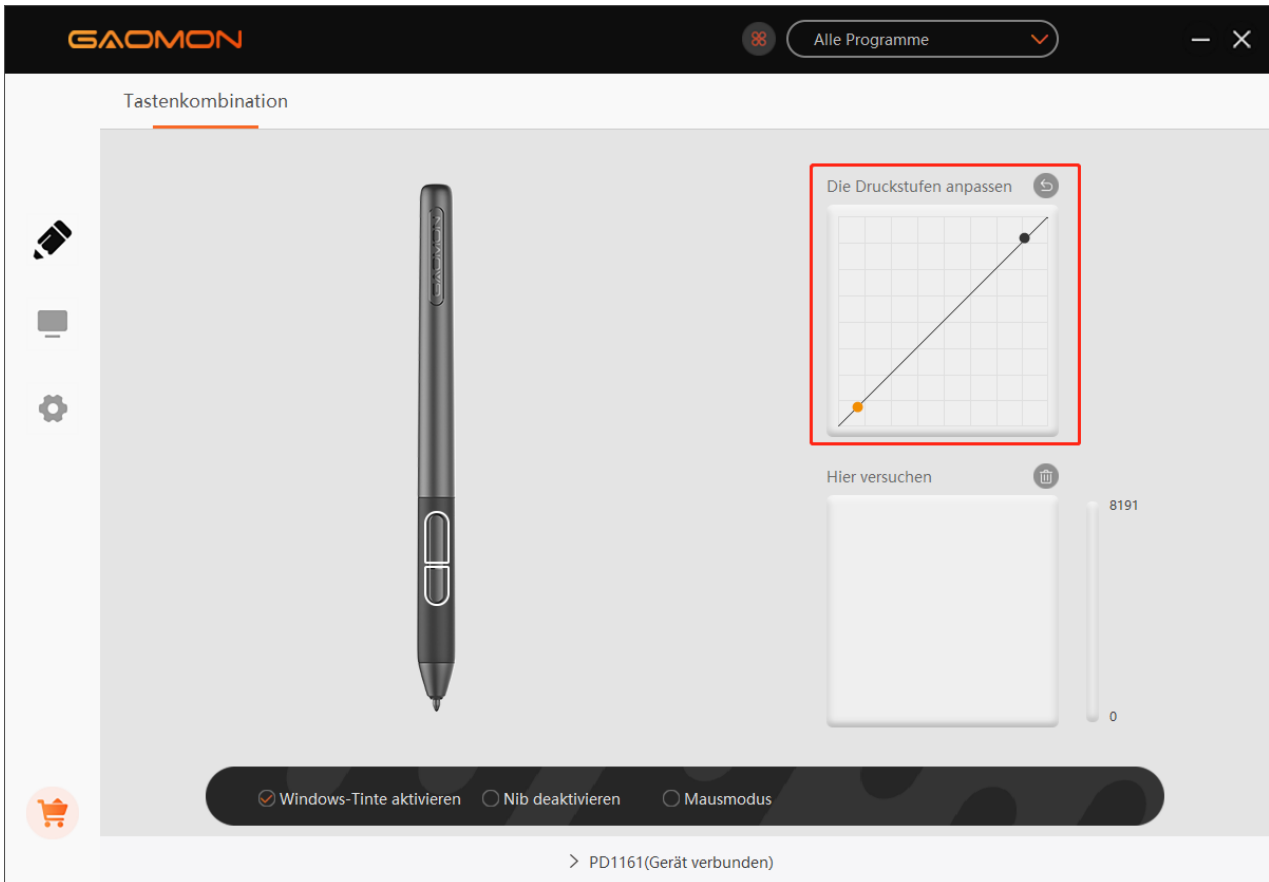 GAOMON
Alle Programme
Tastenkombination
Die Druckstufen anpassen
GAOMON
Hier versuchen
8191
0
Windows-Tinte aktivieren
Nib deaktivieren
Mausmodus
PD1161(Gerät verbunden)